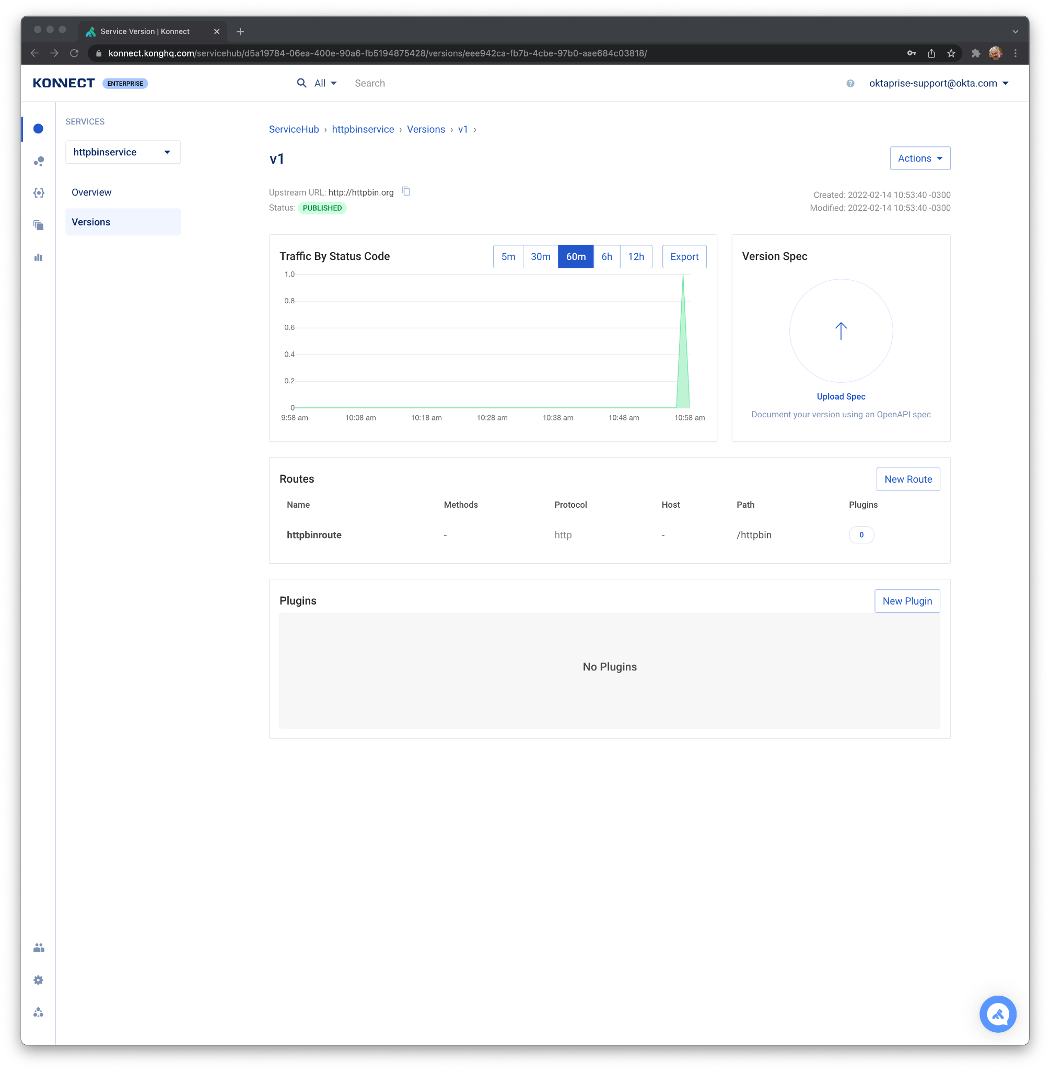 Service Version | Konnect
konnect.konghq.com/servicehub/d5a19784-06ea-400e-90a6-fb5194875428/versions/eee942ca-fb7b-4cbe-97b0-aae684c03818/
KONNECT ENTERPRISE All Search oktaprise-support@okta.com
SERVICES
httpbinservice
Overview
Versions
ServiceHub › httpbinservice › Versions › v1 ›
v1
Actions
Upstream URL: http://httpbin.org
Status: PUBLISHED
Created: 2022-02-14 10:53:40 -0300
Modified: 2022-02-14 10:53:40 -0300
Traffic By Status Code 5m 30m 60m 6h 12h Export
1.0
0.8
0.6
0.4
0.2
0
9:58 am 10:08 am 10:18 am 10:28 am 10:38 am 10:48 am 10:58 am
Version Spec
Upload Spec
Document your version using an OpenAPI spec
Routes New Route
Name Methods Protocol Host Path Plugins
httpbinroute - http - /httpbin 0
Plugins New Plugin
No Plugins